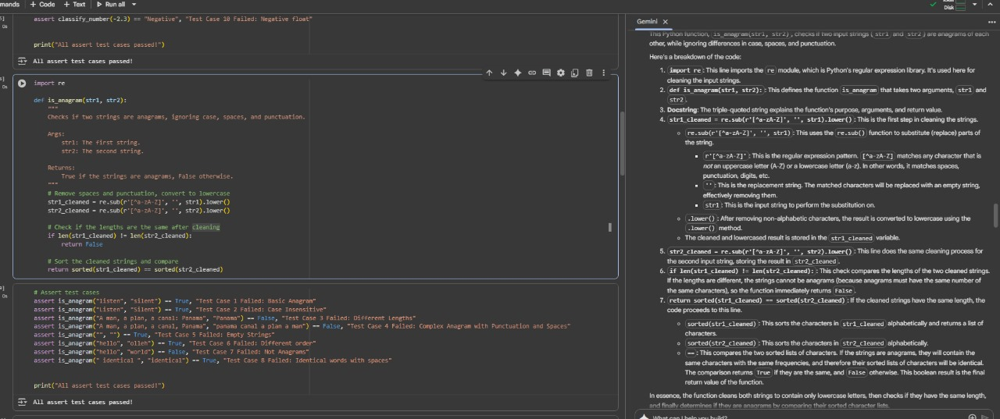 mmands + Code + Text Run all
RAM
Disk
0s
assert classify_number(-2.3) == "Negative", "Test Case 10 Failed: Negative float"
print("All assert test cases passed!")
All assert test cases passed!
0s
import re
def is_anagram(str1, str2):
"""
Checks if two strings are anagrams, ignoring case, spaces, and punctuation.
Args:
str1: The first string.
str2: The second string.
Returns:
True if the strings are anagrams, False otherwise.
"""
# Remove spaces and punctuation, convert to lowercase
str1_cleaned = re.sub(r'[^a-zA-Z]', '', str1).lower()
str2_cleaned = re.sub(r'[^a-zA-Z]', '', str2).lower()
# Check if the lengths are the same after cleaning
if len(str1_cleaned) != len(str2_cleaned):
return False
# Sort the cleaned strings and compare
return sorted(str1_cleaned) == sorted(str2_cleaned)
0s
# Assert test cases
assert is_anagram("listen", "silent") == True, "Test Case 1 Failed: Basic Anagram"
assert is_anagram("Listen", "Silent") == True, "Test Case 2 Failed: Case Insensitive"
assert is_anagram("A man, a plan, a canal: Panama", "Panama") == False, "Test Case 3 Failed: Different Lengths"
assert is_anagram("A man, a plan, a canal, Panama", "panama canal a plan a man") == False, "Test Case 4 Failed: Complex Anagram with Punctuation and Spaces"
assert is_anagram("", "") == True, "Test Case 5 Failed: Empty Strings"
assert is_anagram("hello", "olleh") == True, "Test Case 6 Failed: Different order"
assert is_anagram("hello", "world") == False, "Test Case 7 Failed: Not Anagrams"
assert is_anagram(" identical ", "identical") == True, "Test Case 8 Failed: Identical words with spaces"
print("All assert test cases passed!")
All assert test cases passed!
Gemini
This Python function, is_anagram(str1, str2), checks if two input strings ( str1 and str2 ) are anagrams of each
other, while ignoring differences in case, spaces, and punctuation.
Here's a breakdown of the code:
1. import re : This line imports the re module, which is Python's regular expression library. It's used here for
cleaning the input strings.
2. def is_anagram(str1, str2): : This defines the function is_anagram that takes two arguments, str1 and
str2.
3. Docstring: The triple-quoted string explains the function's purpose, arguments, and return value.
4. str1_cleaned = re.sub(r'[^a-zA-Z]', '', str1).lower() : This is the first step in cleaning the strings.
re.sub(r'[^a-zA-Z]', '', str1) : This uses the re.sub() function to substitute (replace) parts of
the string.
r'[^a-zA-Z]' : This is the regular expression pattern. [^a-zA-Z] matches any character that is
not an uppercase letter (A-Z) or a lowercase letter (a-z). In other words, it matches spaces,
punctuation, digits, etc.
'' : This is the replacement string. The matched characters will be replaced with an empty string,
effectively removing them.
str1 : This is the input string to perform the substitution on.
.lower() : After removing non-alphabetic characters, the result is converted to lowercase using the
.lower() method.
The cleaned and lowercased result is stored in the str1_cleaned variable.
5. str2_cleaned = re.sub(r'[^a-zA-Z]', '', str2).lower() : This line does the same cleaning process for
the second input string, storing the result in str2_cleaned.
6. if len(str1_cleaned) != len(str2_cleaned): : This check compares the lengths of the two cleaned strings.
If the lengths are different, the strings cannot be anagrams (because anagrams must have the same number of
the same characters), so the function immediately returns False.
7. return sorted(str1_cleaned) == sorted(str2_cleaned) : If the cleaned strings have the same length, the
code proceeds to this line.
sorted(str1_cleaned) : This sorts the characters in str1_cleaned alphabetically and returns a list of
characters.
sorted(str2_cleaned) : This sorts the characters in str2_cleaned alphabetically.
== : This compares the two sorted lists of characters. If the strings are anagrams, they will contain the
same characters with the same frequencies, and therefore their sorted lists of characters will be identical.
The comparison returns True if they are the same, and False otherwise. This boolean result is the final
return value of the function.
In essence, the function cleans both strings to contain only lowercase letters, then checks if they have the same length,
and finally determines if they are anagrams by comparing their sorted character lists.
What can I help you build?